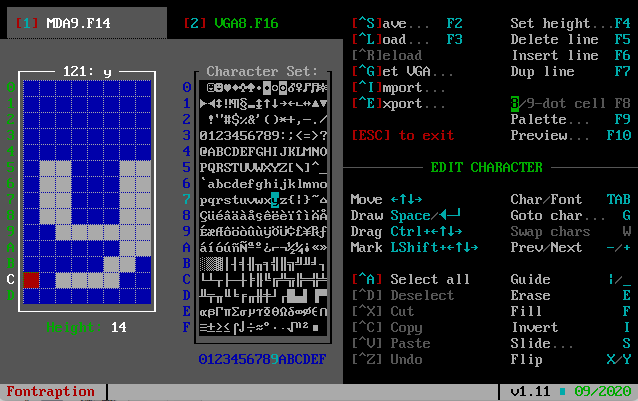 [1] MDA9.F14 [2] VGA8.F16
[^S]ave... F2 Set height...F4
[^L]oad... F3 Delete line F5
[^R]eload Insert line F6
[^G]et VGA... Dup line F7
[^I]mport...
[^E]xport... 8/9-dot cell F8
Palette... F9
[ESC] to exit Preview... F10
121: y
Character Set:
0 ☺☻♥♦♣♠•◘○◙♂♀♪♫☼
1 ►◄↕‼¶§▬↨↑↓→←∟↔▲▼
2 !"#$%&'()*+,-./
3 0123456789:;<=>?
4 @ABCDEFGHIJKLMNO
5 PQRSTUVWXYZ[\]^_
6 `abcdefghijklmno
7 pqrstuvwxyz{|}~⌂
8 ÇüéâäàåçêëèïîìÄÅ
9 ÉæÆôöòûùÿÖÜ¢£¥₧ƒ
A áíóúñÑªº¿⌐¬½¼¡«»
B ░▒▓│┤╡╢╖╕╣║╗╝╜╛┐
C └┴┬├─┼╞╟╚╔╩╦╠═╬╧
D ╨╤╥╙╘╒╓╫╪┘┌█▄▌▐▀
E αßΓπΣσµτΦΘΩδ∞φε∩
F ≡±≥≤⌠⌡÷≈°∙·√ⁿ²■
0123456789ABCDEF
0
1
2
3
4
5
6
7
8
9
A
B
C
D
Height: 14
EDIT CHARACTER
Move ←↑↓→ Char/Font TAB
Draw Space/◄┘ Goto char... G
Drag Ctrl+←↑↓→ Swap chars W
Mark LShift+←↑↓→ Prev/Next -/+
[^A] Select all Guide |/_
[^D] Deselect Erase E
[^X] Cut Fill F
[^C] Copy Invert I
[^V] Paste Slide... S
[^Z] Undo Flip X/Y
Fontraption v1.11 ■ 09/2020